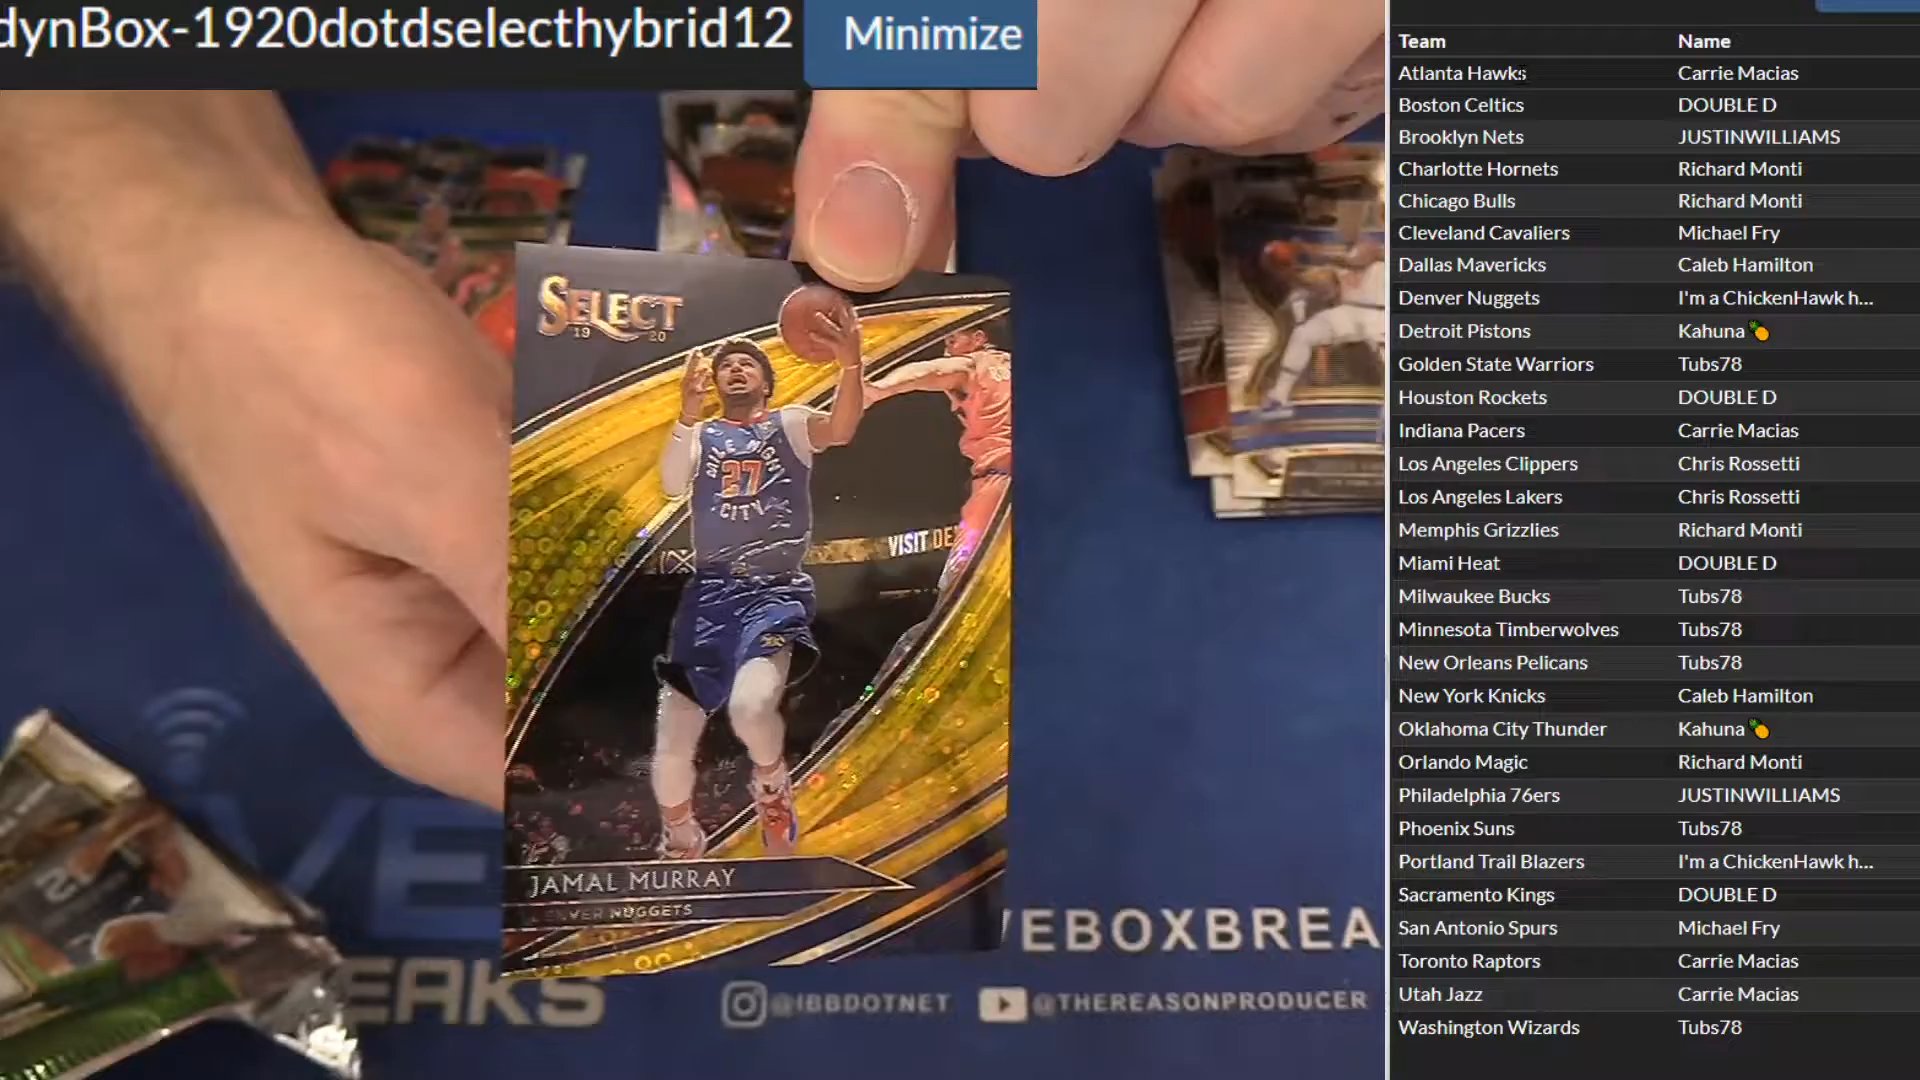 dynBox-1920dotdselecthybrid12
Minimize
SELECT
19 20
MILE HIGH
27
CITY
VISIT DE
JAMAL MURRAY
DENVER NUGGETS
VE
EAKS
VEBOXBREA
@IBBDOTNET
@THEREASONPRODUCER
Team Name
Atlanta Hawks Carrie Macias
Boston Celtics DOUBLE D
Brooklyn Nets JUSTINWILLIAMS
Charlotte Hornets Richard Monti
Chicago Bulls Richard Monti
Cleveland Cavaliers Michael Fry
Dallas Mavericks Caleb Hamilton
Denver Nuggets I'm a ChickenHawk h...
Detroit Pistons Kahuna🍍
Golden State Warriors Tubs78
Houston Rockets DOUBLE D
Indiana Pacers Carrie Macias
Los Angeles Clippers Chris Rossetti
Los Angeles Lakers Chris Rossetti
Memphis Grizzlies Richard Monti
Miami Heat DOUBLE D
Milwaukee Bucks Tubs78
Minnesota Timberwolves Tubs78
New Orleans Pelicans Tubs78
New York Knicks Caleb Hamilton
Oklahoma City Thunder Kahuna🍍
Orlando Magic Richard Monti
Philadelphia 76ers JUSTINWILLIAMS
Phoenix Suns Tubs78
Portland Trail Blazers I'm a ChickenHawk h...
Sacramento Kings DOUBLE D
San Antonio Spurs Michael Fry
Toronto Raptors Carrie Macias
Utah Jazz Carrie Macias
Washington Wizards Tubs78